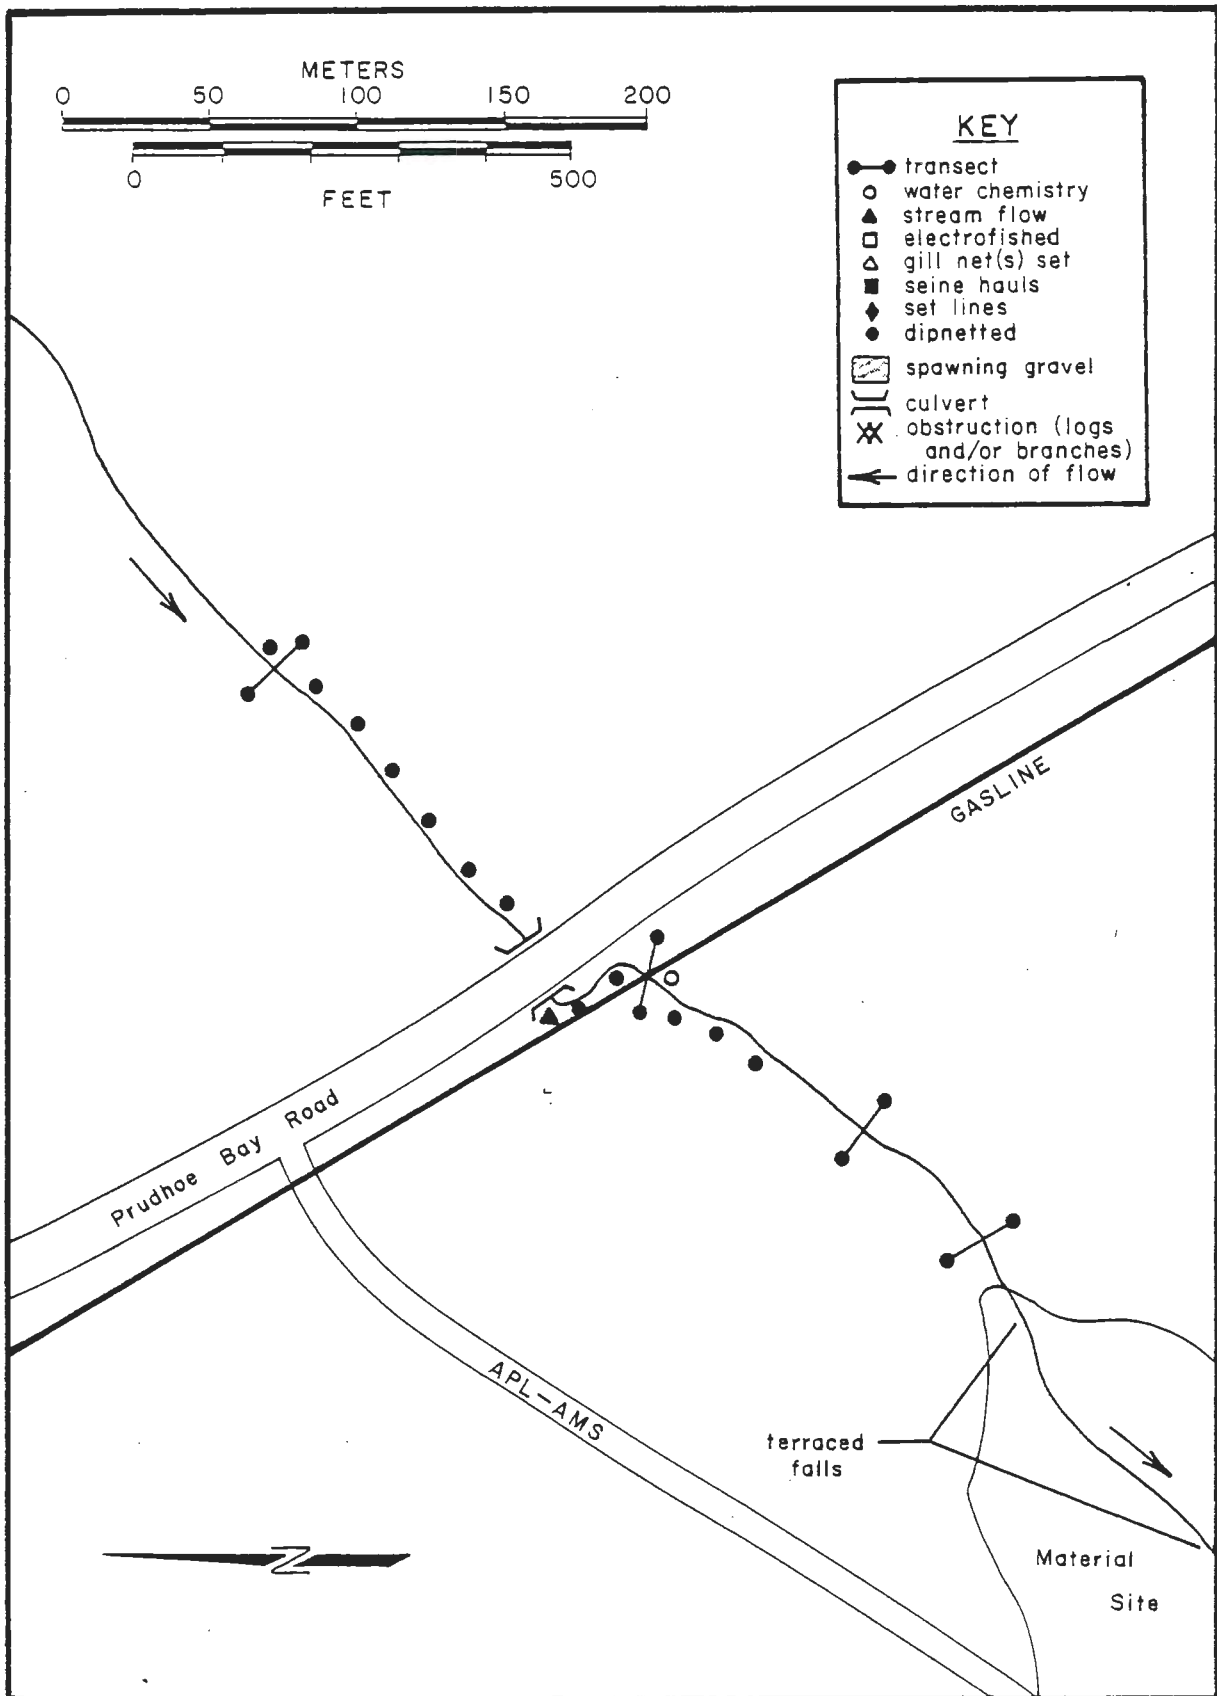 METERS
0 50 100 150 200
0 500
FEET
KEY
transect
water chemistry
stream flow
electrofished
gill net(s) set
seine hauls
set lines
dipnetted
spawning gravel
culvert
obstruction (logs
and/or branches)
direction of flow
GASLINE
Prudhoe Bay Road
APL-AMS
terraced
falls
Material
Site
Z